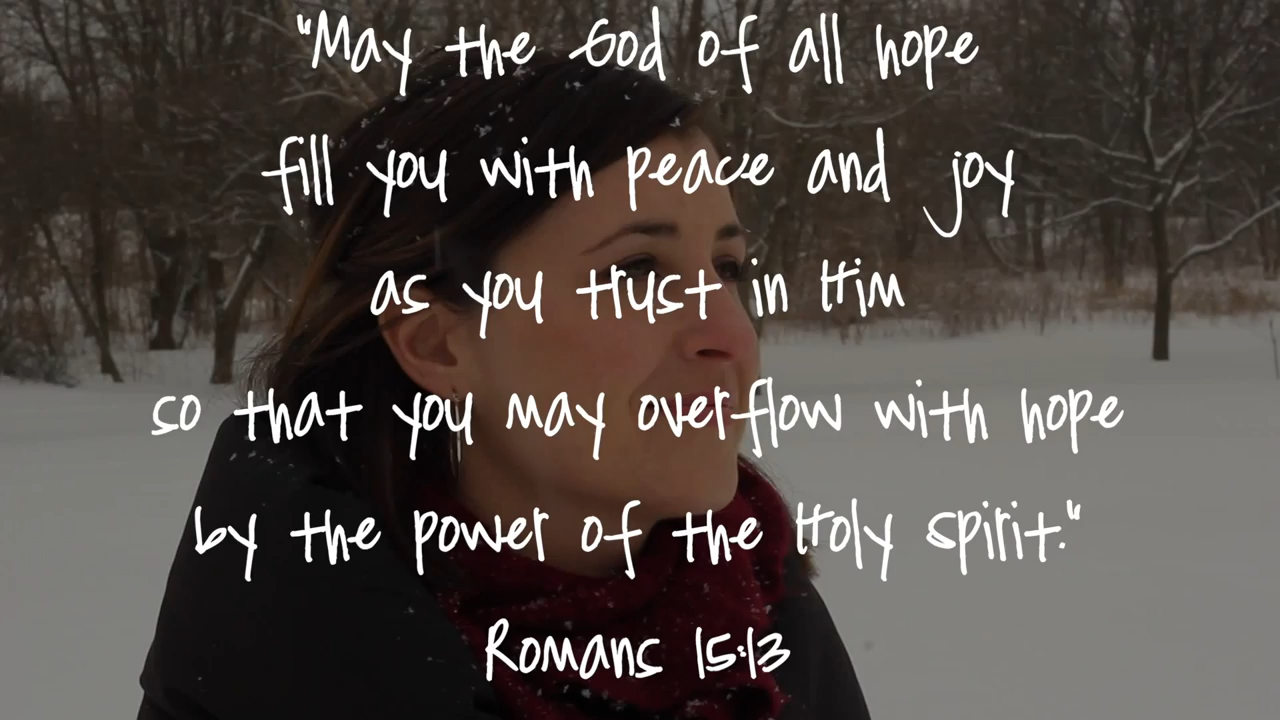 "May the God of all hope
fill you with peace and joy
as you trust in Him
so that you may overflow with hope
by the power of the Holy spirit."
Romans 15:13